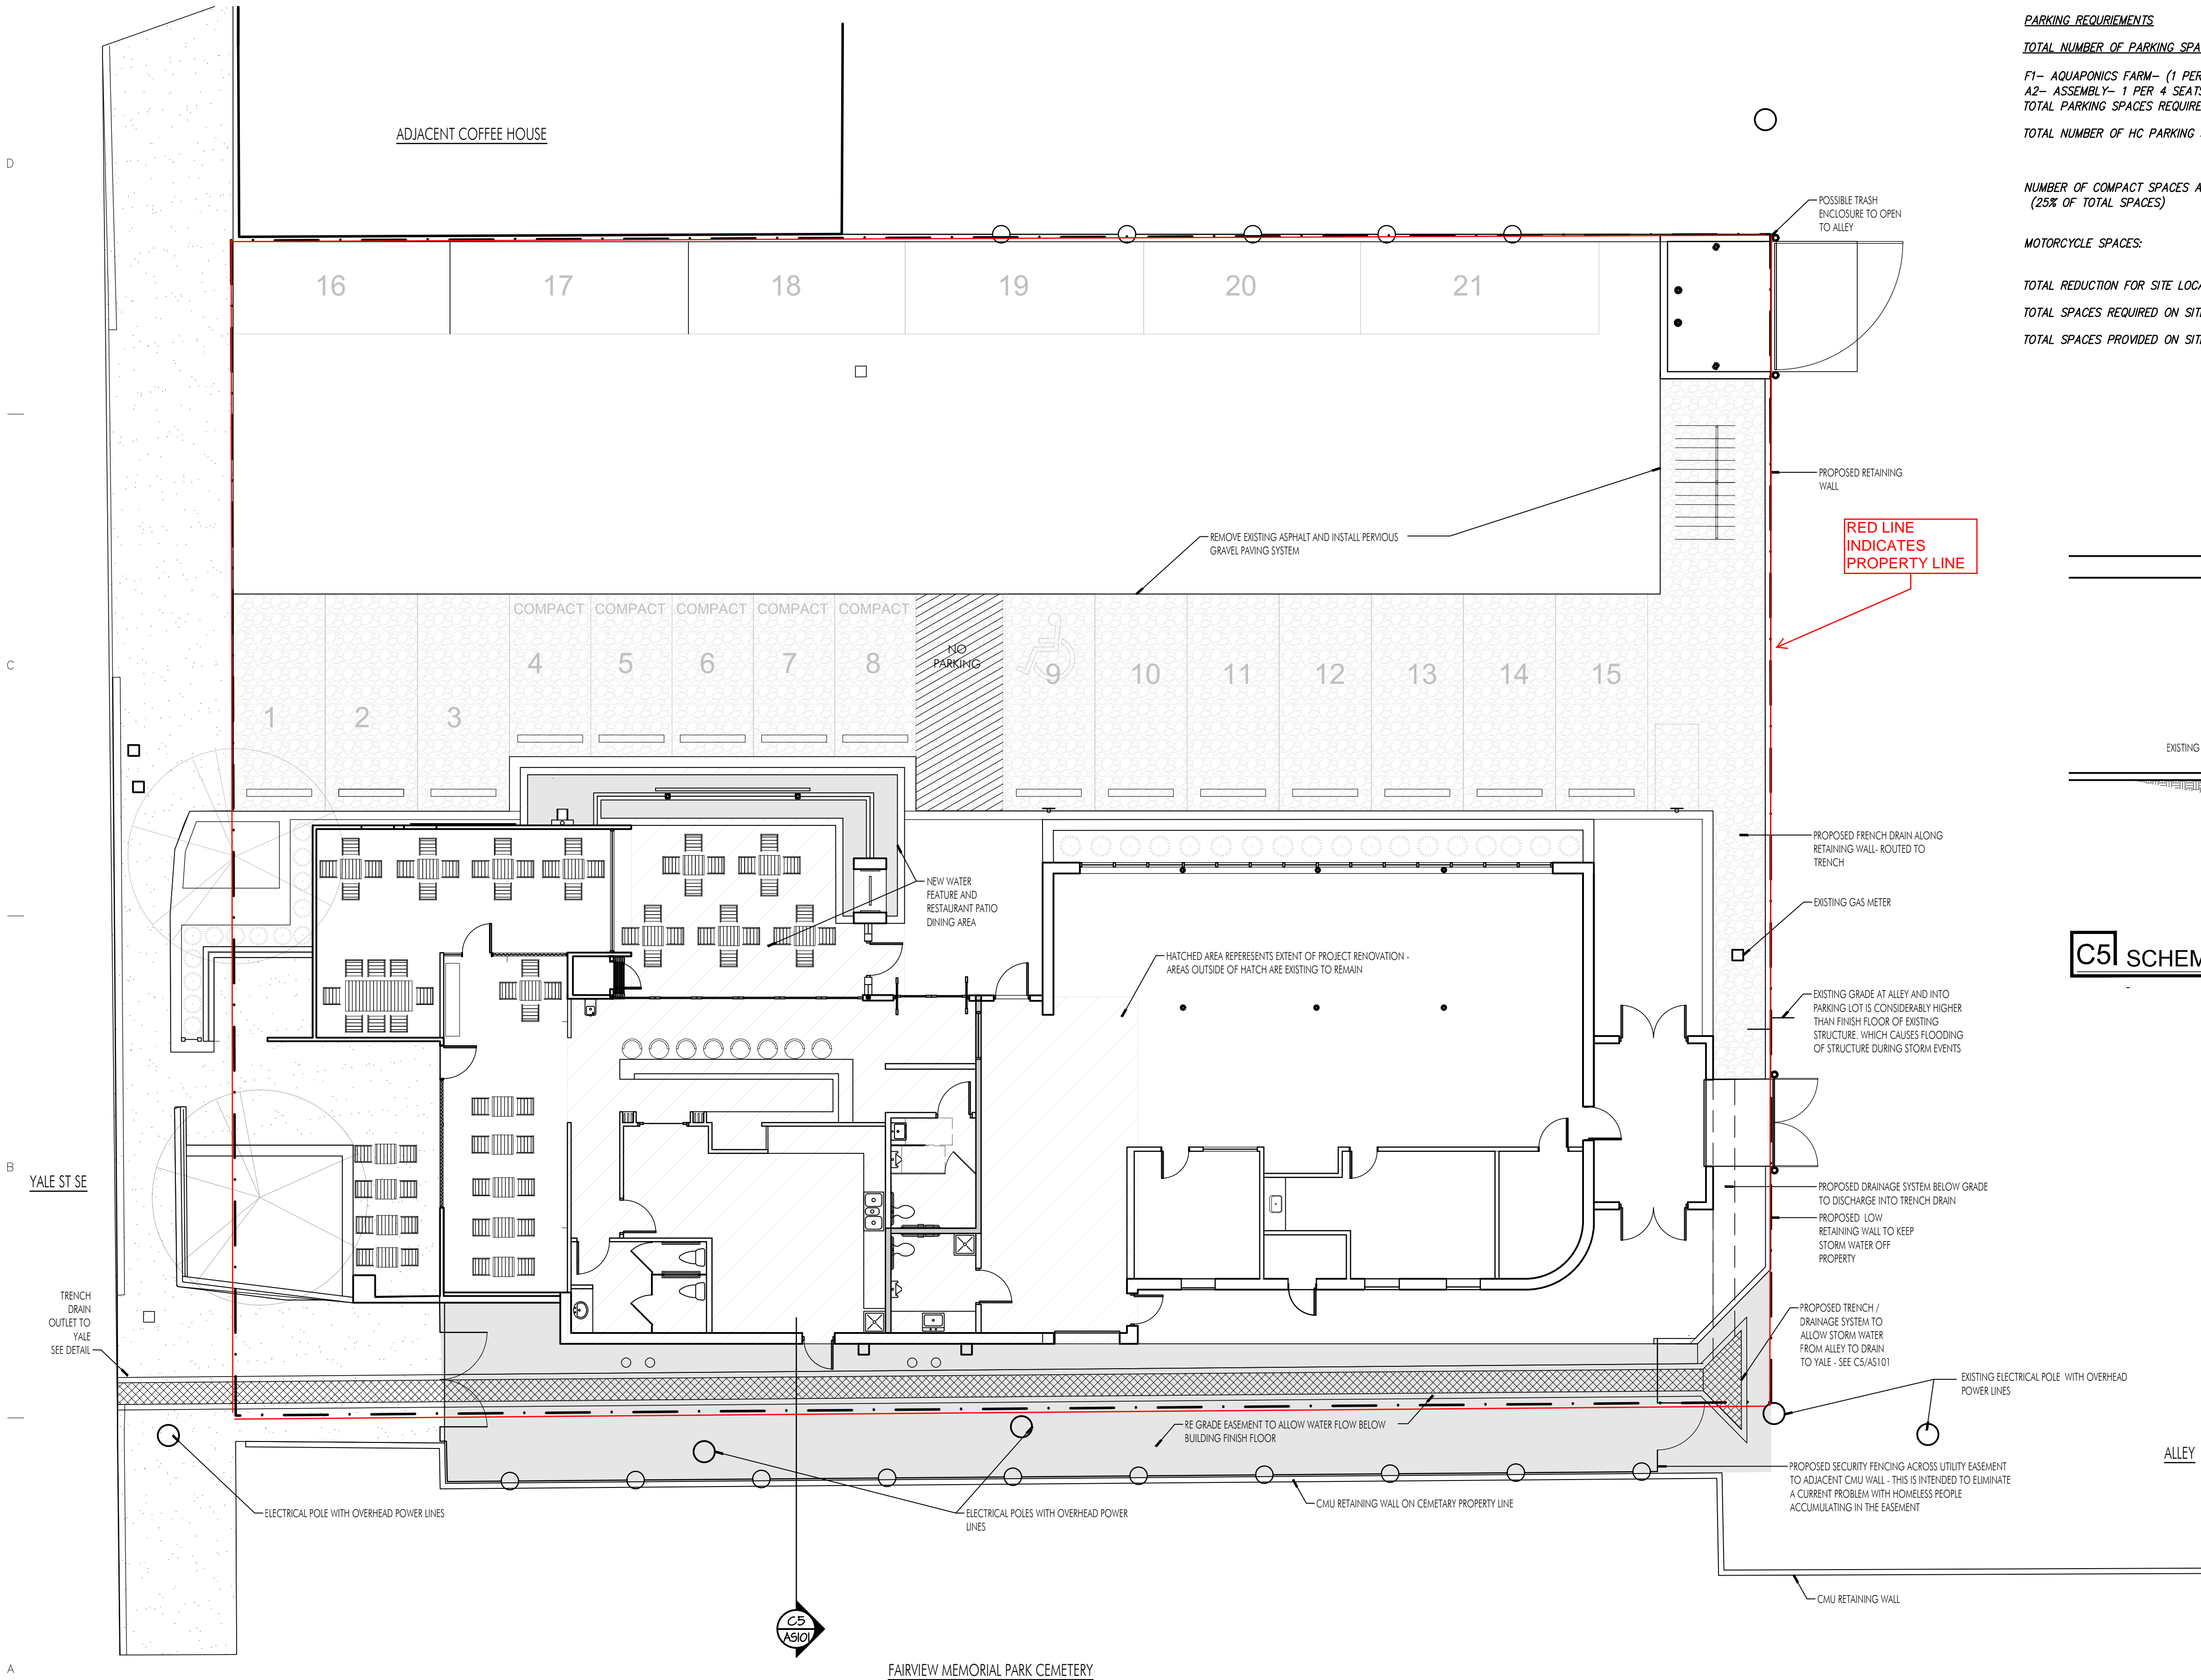 PARKING REQURIEMENTS
TOTAL NUMBER OF PARKING
F1- AQUAPONICS FARM- (1 PER
A2- ASSEMBLY- 1 PER 4 SEATS
TOTAL PARKING SPACES
TOTAL NUMBER OF HC PARKING
NUMBER OF COMPACT SPACES
(25% OF TOTAL SPACES)
MOTORCYCLE SPACES:
TOTAL REDUCTION FOR SITE
TOTAL SPACES REQUIRED ON
TOTAL SPACES PROVIDED ON
D
ADJACENT COFFEE HOUSE
POSSIBLE TRASH
ENCLOSURE TO OPEN
TO ALLEY
16 17 18 19 20 21
PROPOSED RETAINING
WALL
RED LINE
INDICATES
PROPERTY LINE
REMOVE EXISTING ASPHALT AND INSTALL PERVIOUS
GRAVEL PAVING SYSTEM
COMPACT COMPACT COMPACT COMPACT COMPACT
C
NO
PARKING
1 2 3 4 5 6 7 8 9 10 11 12 13 14 15
EXISTING
PROPOSED FRENCH DRAIN ALONG
RETAINING WALL- ROUTED TO
TRENCH
NEW WATER
FEATURE AND
RESTAURANT PATIO
DINING AREA
EXISTING GAS METER
HATCHED AREA REPERESENTS EXTENT OF PROJECT RENOVATION -
AREAS OUTSIDE OF HATCH ARE EXISTING TO REMAIN
C5
-
EXISTING GRADE AT ALLEY AND INTO
PARKING LOT IS CONSIDERABLY HIGHER
THAN FINISH FLOOR OF EXISTING
STRUCTURE. WHICH CAUSES FLOODING
OF STRUCTURE DURING STORM EVENTS
B
YALE ST SE
PROPOSED DRAINAGE SYSTEM BELOW GRADE
TO DISCHARGE INTO TRENCH DRAIN
PROPOSED LOW
RETAINING WALL TO KEEP
STORM WATER OFF
PROPERTY
TRENCH
DRAIN
OUTLET TO
YALE
SEE DETAIL
PROPOSED TRENCH /
DRAINAGE SYSTEM TO
ALLOW STORM WATER
FROM ALLEY TO DRAIN
TO YALE - SEE C5/AS101
EXISTING ELECTRICAL POLE WITH OVERHEAD
POWER LINES
RE GRADE EASEMENT TO ALLOW WATER FLOW BELOW
BUILDING FINISH FLOOR
ALLEY
PROPOSED SECURITY FENCING ACROSS UTILITY EASEMENT
TO ADJACENT CMU WALL - THIS IS INTENDED TO ELIMINATE
A CURRENT PROBLEM WITH HOMELESS PEOPLE
ACCUMULATING IN THE EASEMENT
ELECTRICAL POLE WITH OVERHEAD POWER LINES
ELECTRICAL POLES WITH OVERHEAD POWER
LINES
CMU RETAINING WALL ON CEMETARY PROPERTY LINE
CMU RETAINING WALL
C5
AS101
A
FAIRVIEW MEMORIAL PARK CEMETERY